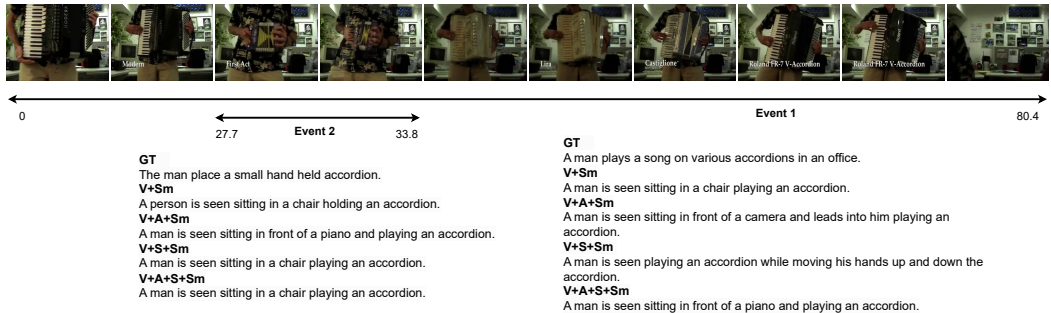 Modern
First Act
Lira
Castiglione
Roland FR-7 V-Accordion
Roland FR-7 V-Accordion
0
27.7
Event 2
33.8
Event 1
80.4
GT
The man place a small hand held accordion.
V+Sm
A person is seen sitting in a chair holding an accordion.
V+A+Sm
A man is seen sitting in front of a piano and playing an accordion.
V+S+Sm
A man is seen sitting in a chair playing an accordion.
V+A+S+Sm
A man is seen sitting in a chair playing an accordion.
GT
A man plays a song on various accordions in an office.
V+Sm
A man is seen sitting in a chair playing an accordion.
V+A+Sm
A man is seen sitting in front of a camera and leads into him playing an
accordion.
V+S+Sm
A man is seen playing an accordion while moving his hands up and down the
accordion.
V+A+S+Sm
A man is seen sitting in front of a piano and playing an accordion.